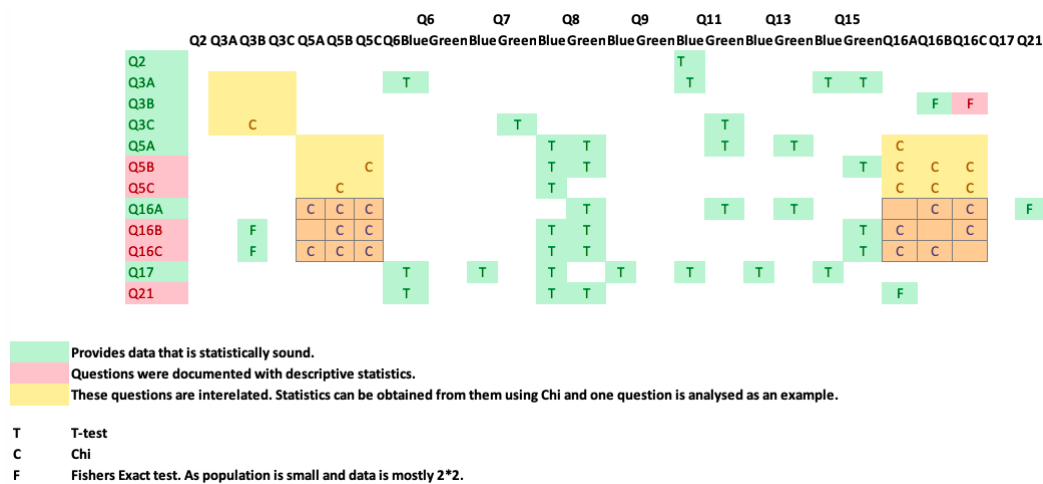 Q6 Q7 Q8 Q9 Q11 Q13 Q15
Q2 Q3A Q3B Q3C Q5A Q5B Q5C Q6BlueGreen Blue Green Blue Green Blue Green Blue Green Blue Green Blue Green Q16A Q16B Q16C Q17 Q21
Q2 T
Q3A T T T T
Q3B F F
Q3C C T T
Q5A T T T T C
Q5B C T T T C C C
Q5C C T C C C
Q16A C C C T T T C C F
Q16B F C C T T T C C
Q16C F C C C T T T C C
Q17 T T T T T T T
Q21 T T T F
Provides data that is statistically sound.
Questions were documented with descriptive statistics.
These questions are interelated. Statistics can be obtained from them using Chi and one question is analysed as an example.
T T-test
C Chi
F Fishers Exact test. As population is small and data is mostly 2*2.